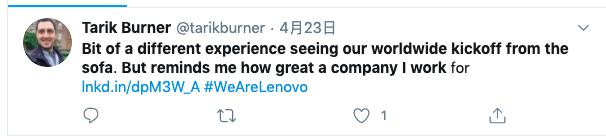 Tarik Burner @tarikburner · 4月23日
Bit of a different experience seeing our worldwide kickoff from the
sofa. But reminds me how great a company I work for
lnkd.in/dpM3W_A #WeAreLenovo
1